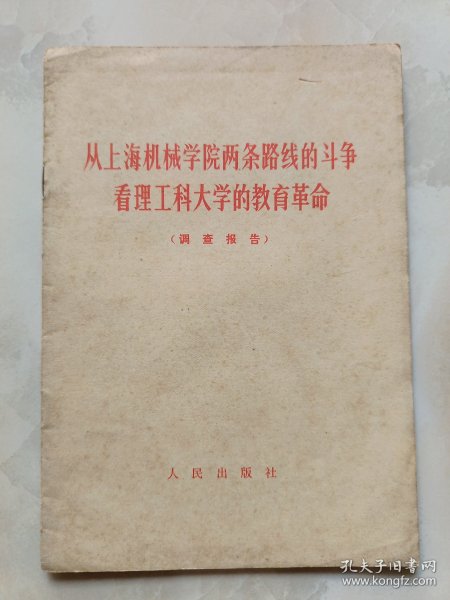 从上海机械学院两条路线的斗争
看理工科大学的教育革命
（调查报告）
人民出版社
孔夫子旧书网
www.kongfz.com